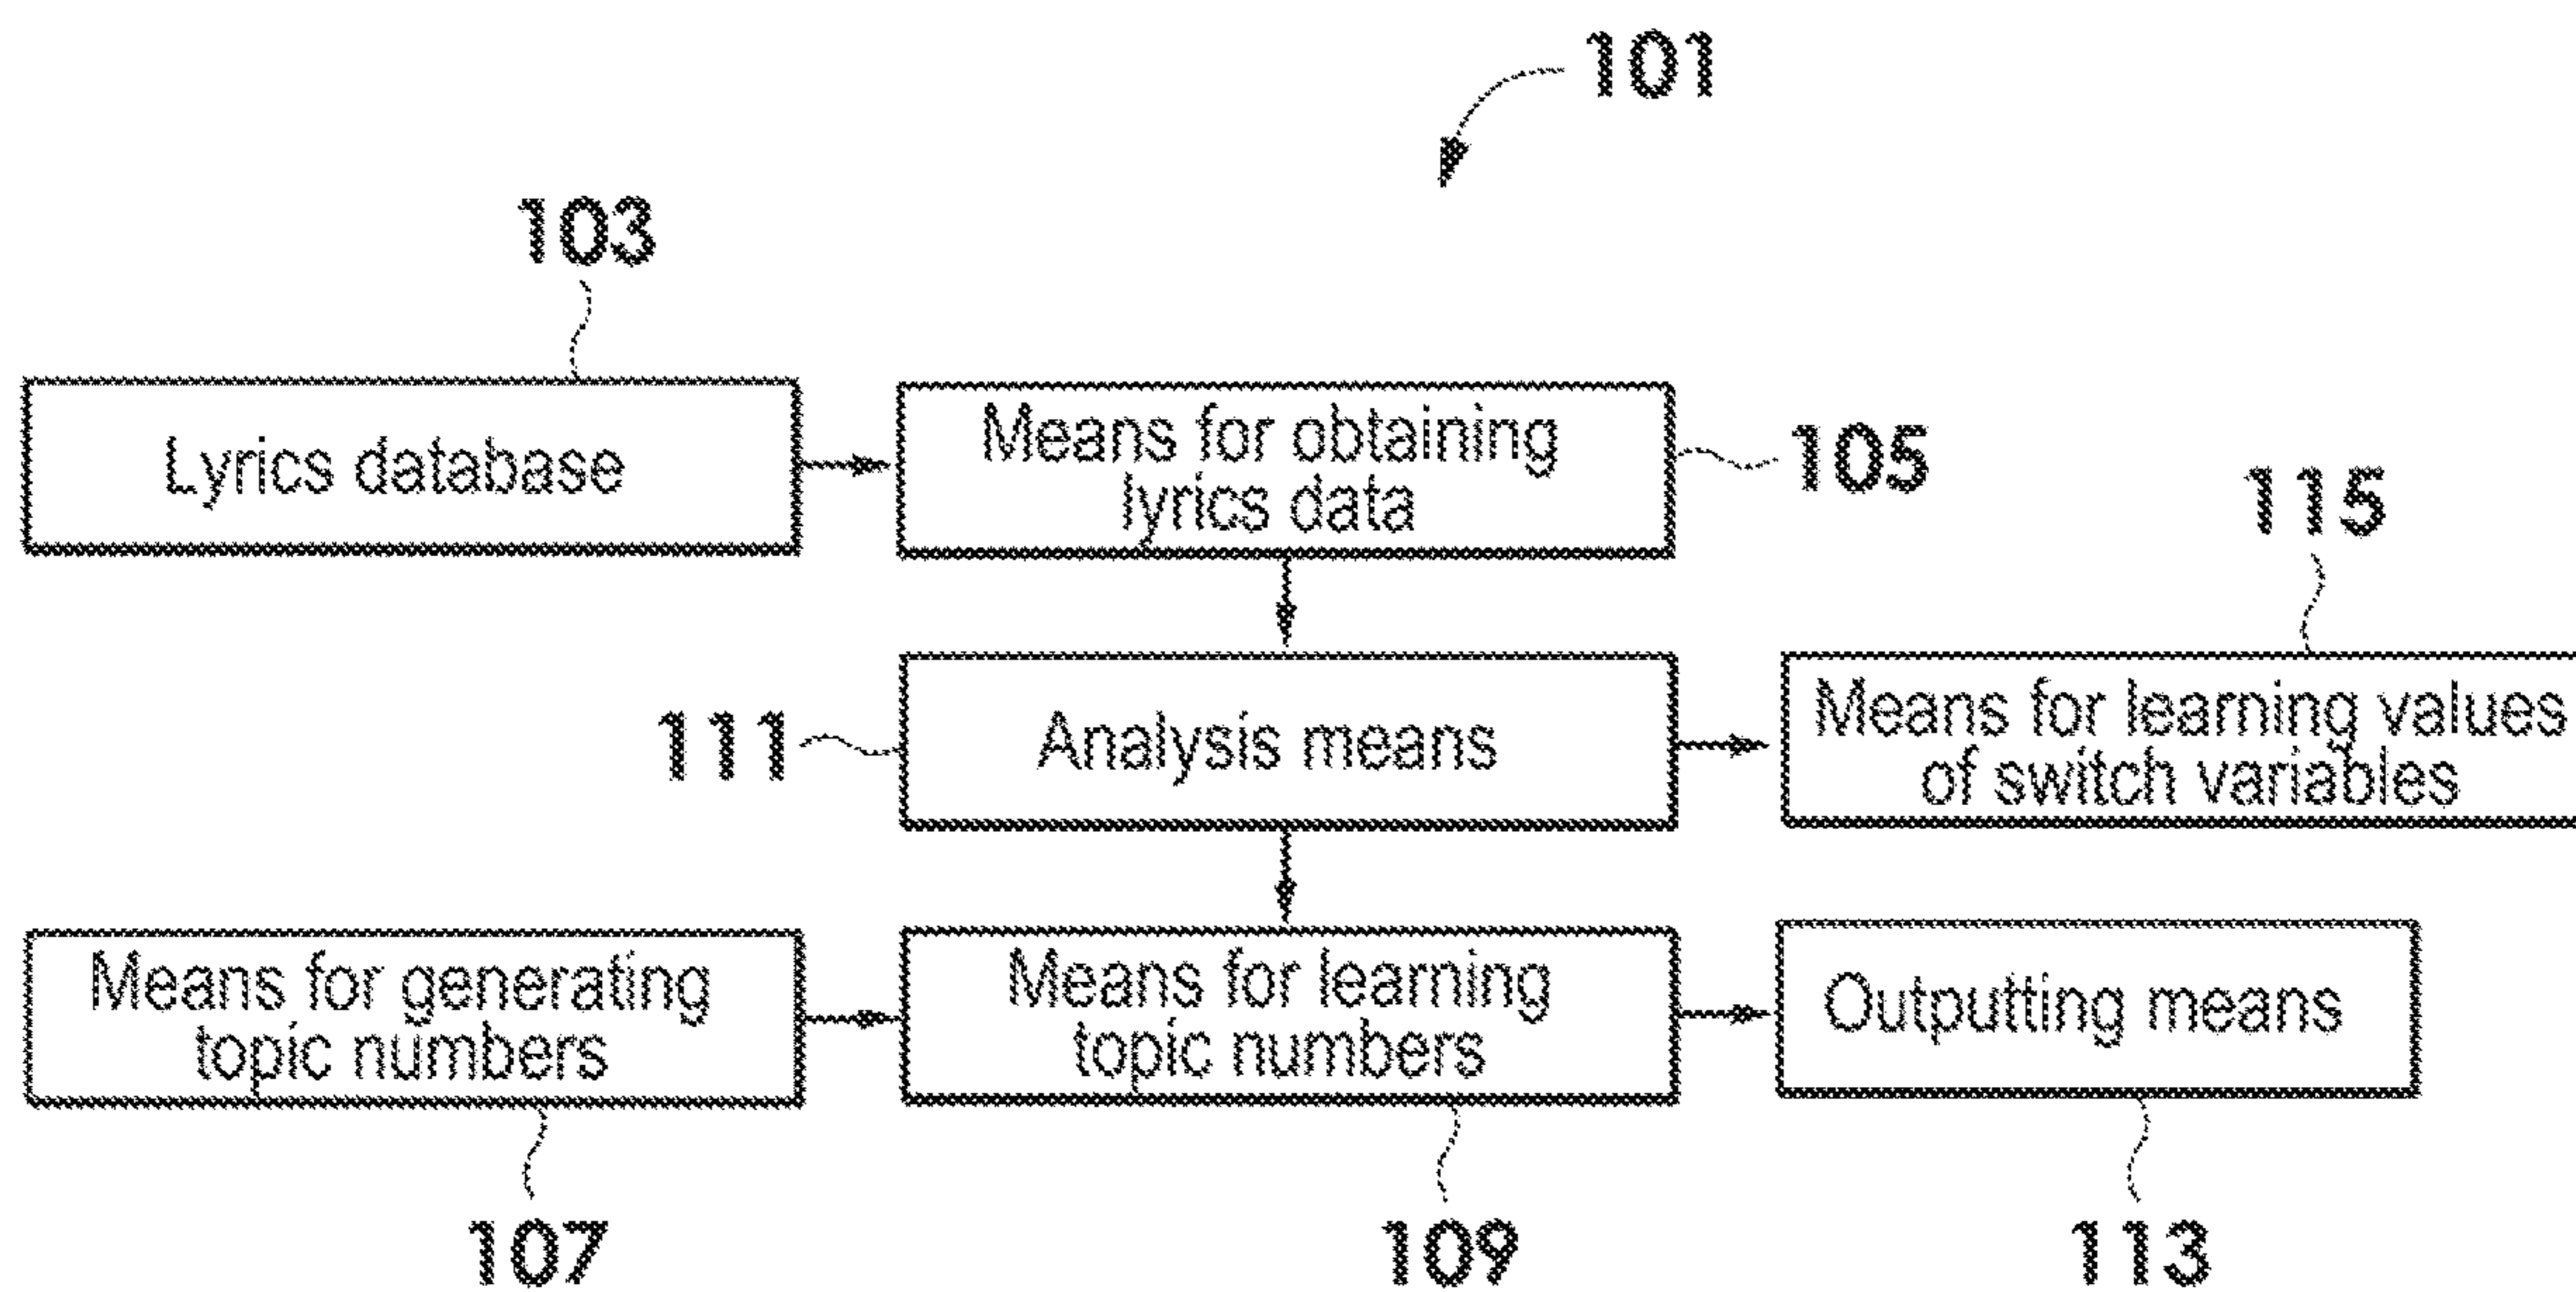 101
103
Lyrics database
Means for obtaining
lyrics data
105
115
111
Analysis means
Means for learning values
of switch variables
Means for generating
topic numbers
Means for learning
topic numbers
Outputting means
107
109
113